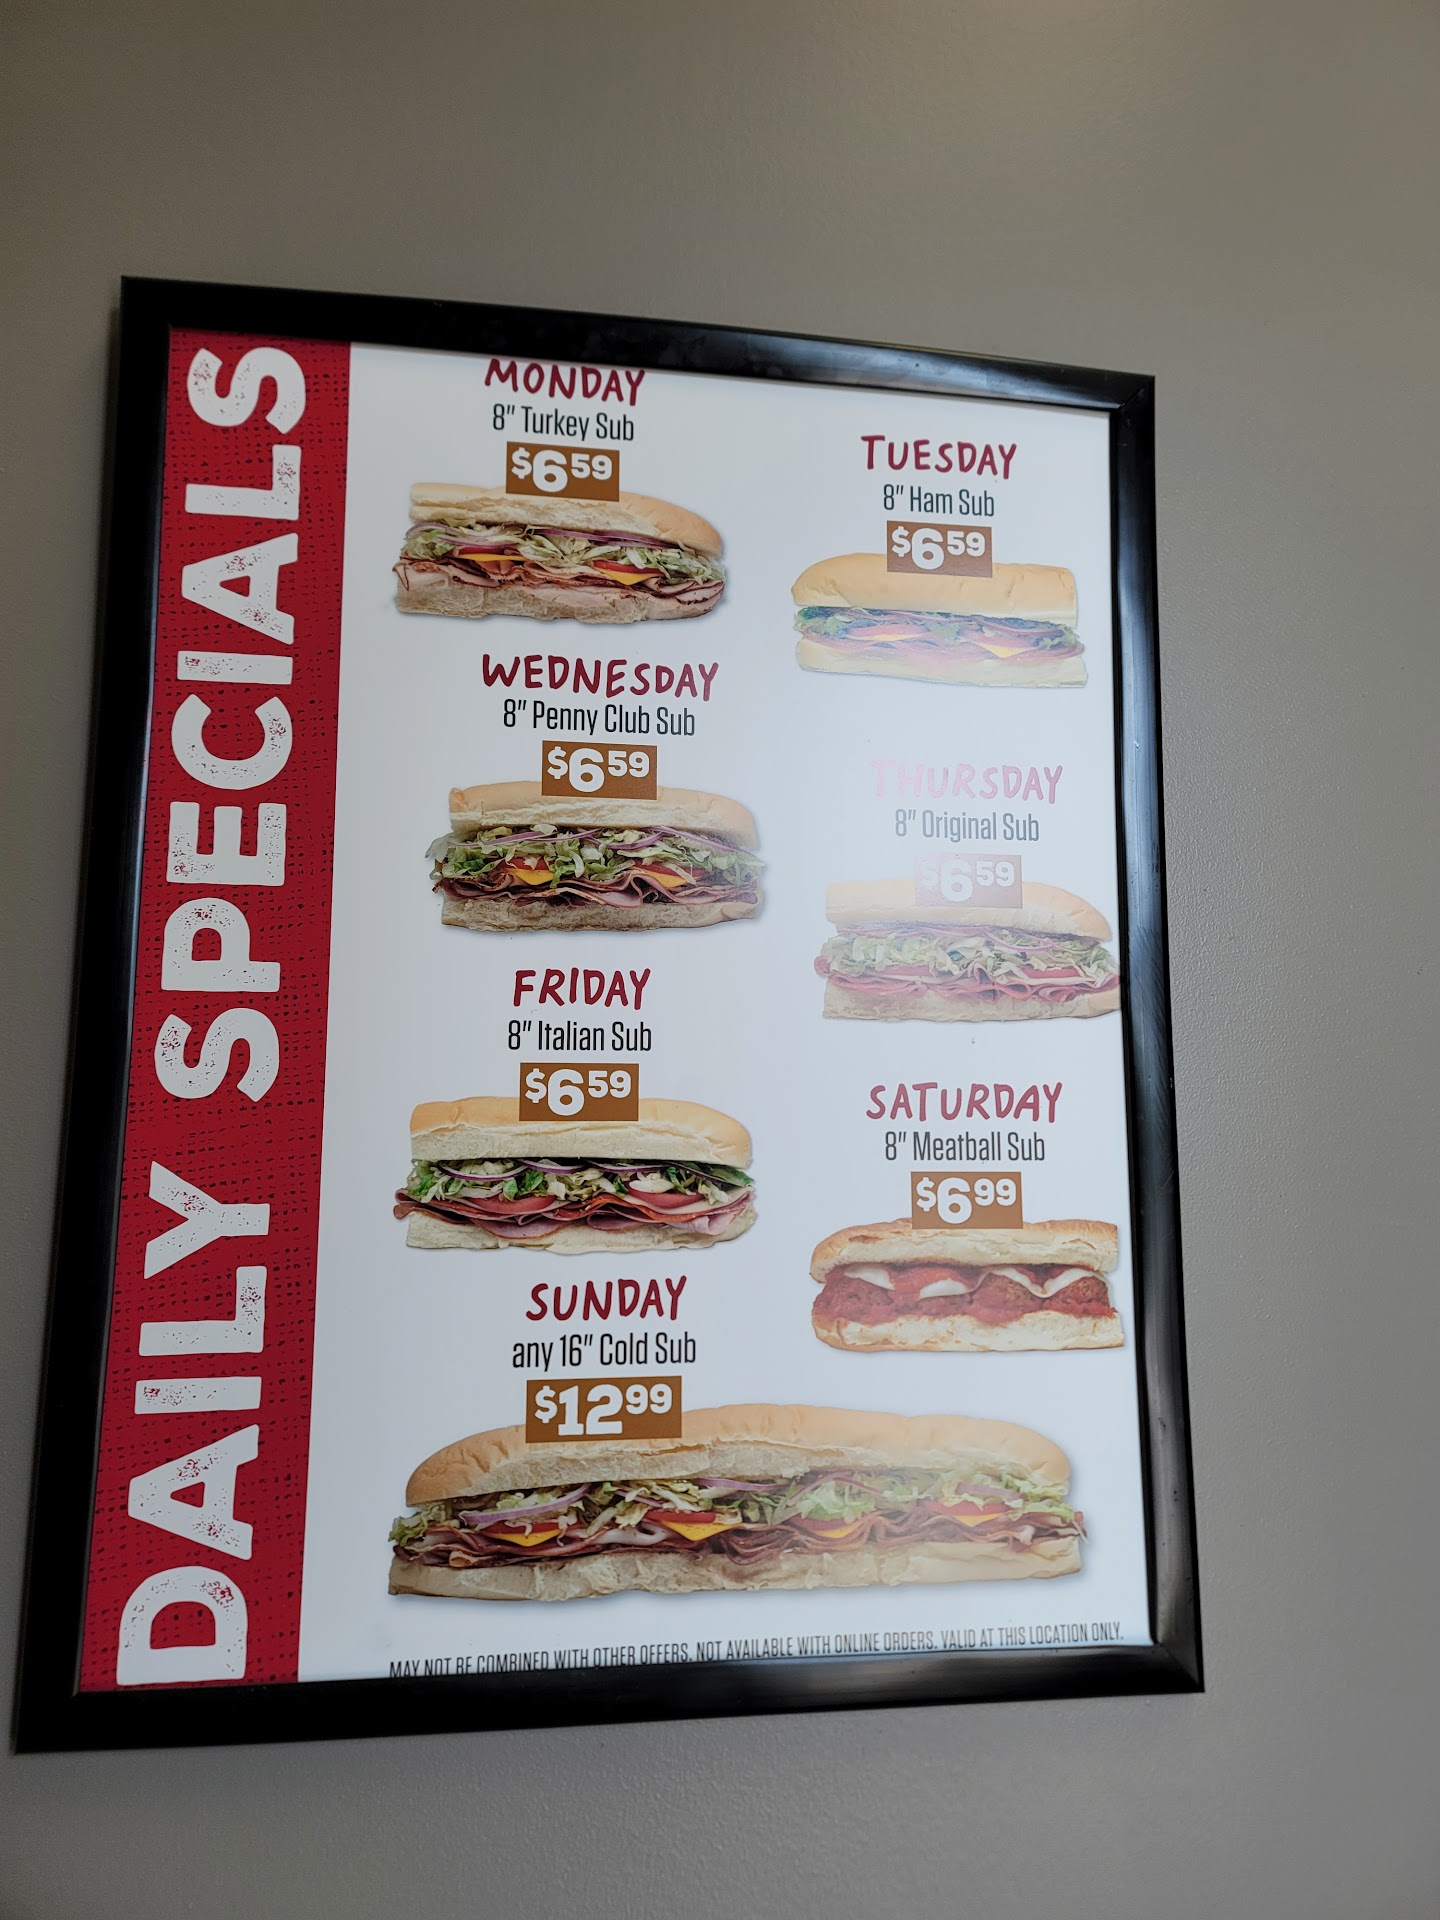 DAILY SPECIALS
MONDAY
8" Turkey Sub
$6 59
TUESDAY
8" Ham Sub
$6 59
WEDNESDAY
8" Penny Club Sub
$6 59
THURSDAY
8" Original Sub
$6 59
FRIDAY
8" Italian Sub
$6 59
SATURDAY
8" Meatball Sub
$6 99
SUNDAY
any 16" Cold Sub
$12 99
MAY NOT BE COMBINED WITH OTHER OFFERS. NOT AVAILABLE WITH ONLINE ORDERS. VALID AT THIS LOCATION ONLY.